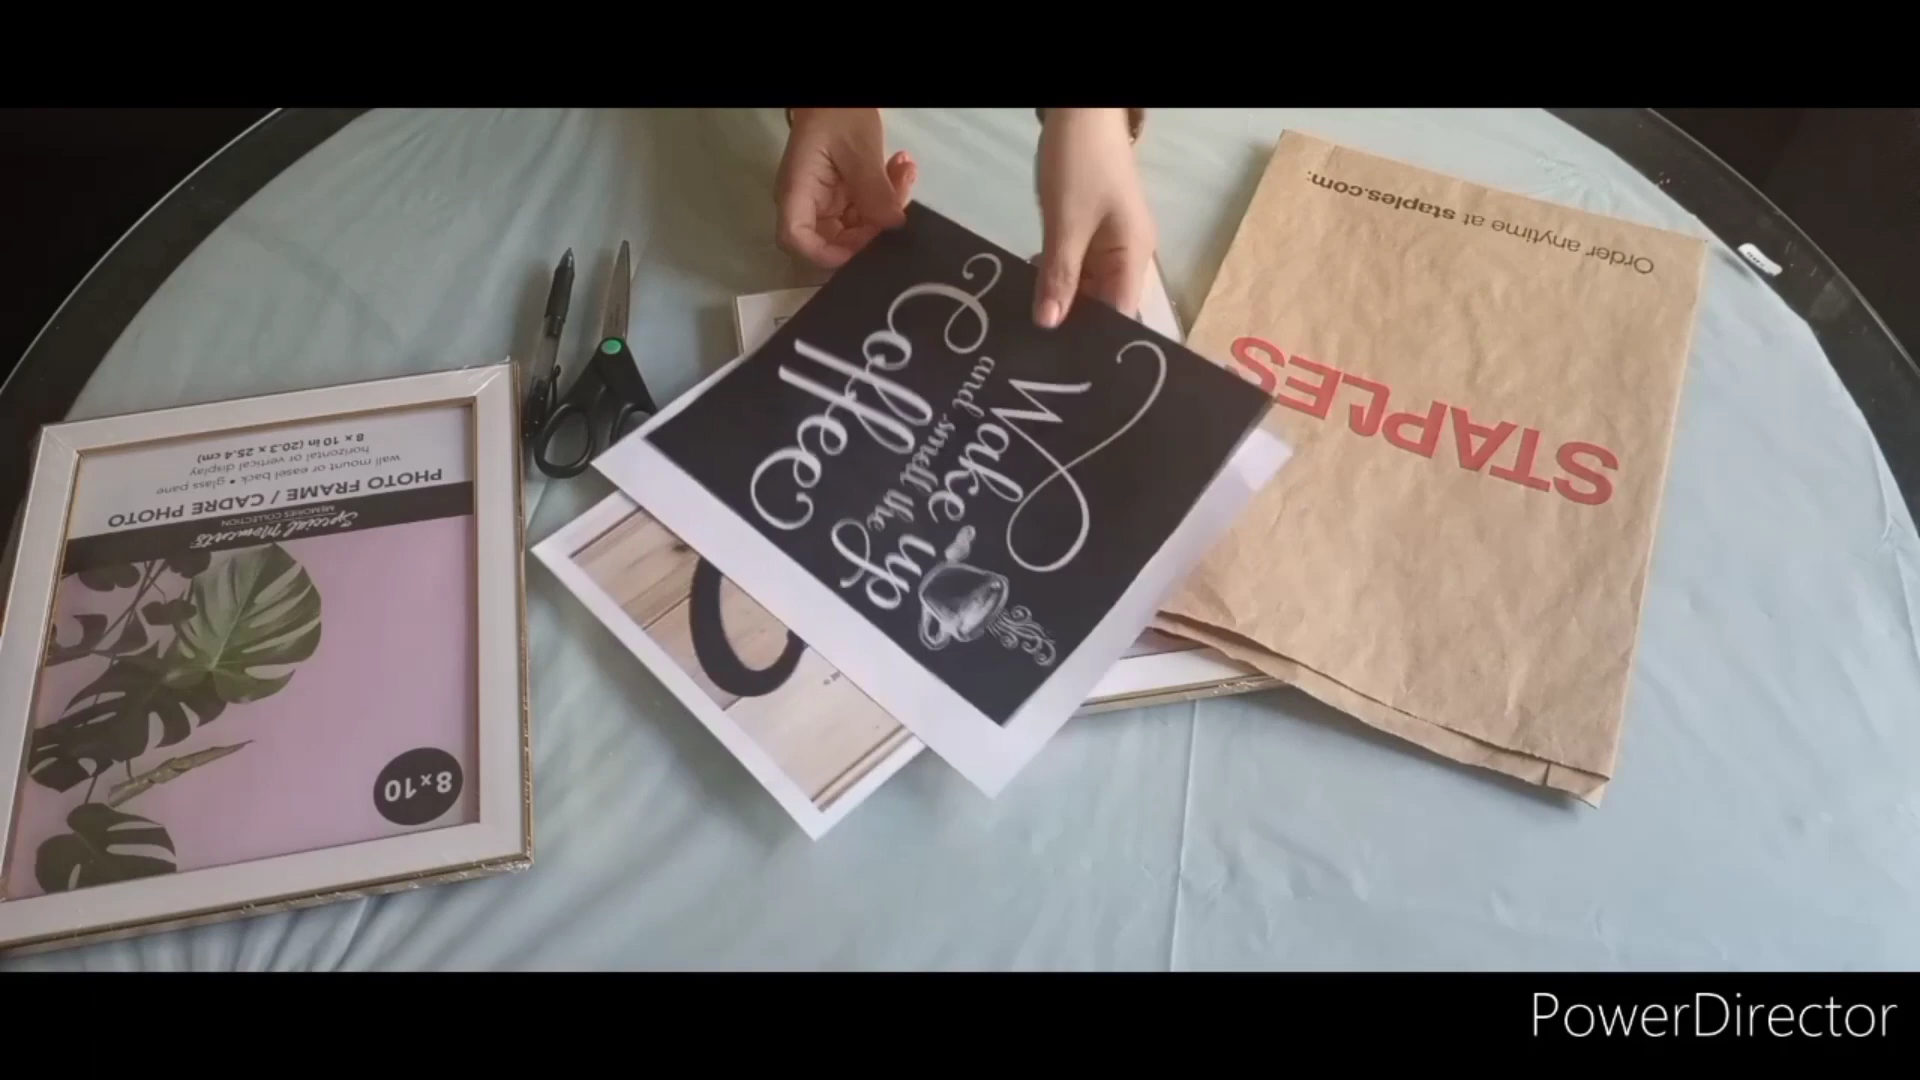 Order anytime at staples.com:
STAPLES
Wake up
and smell the
Coffee
PHOTO FRAME / CADRE PHOTO
wall mount or easel back • glass pane
horizontal or vertical display
8 x 10 in (20.3 x 25.4 cm)
Special Moments
MEMORIES COLLECTION
8x10
PowerDirector